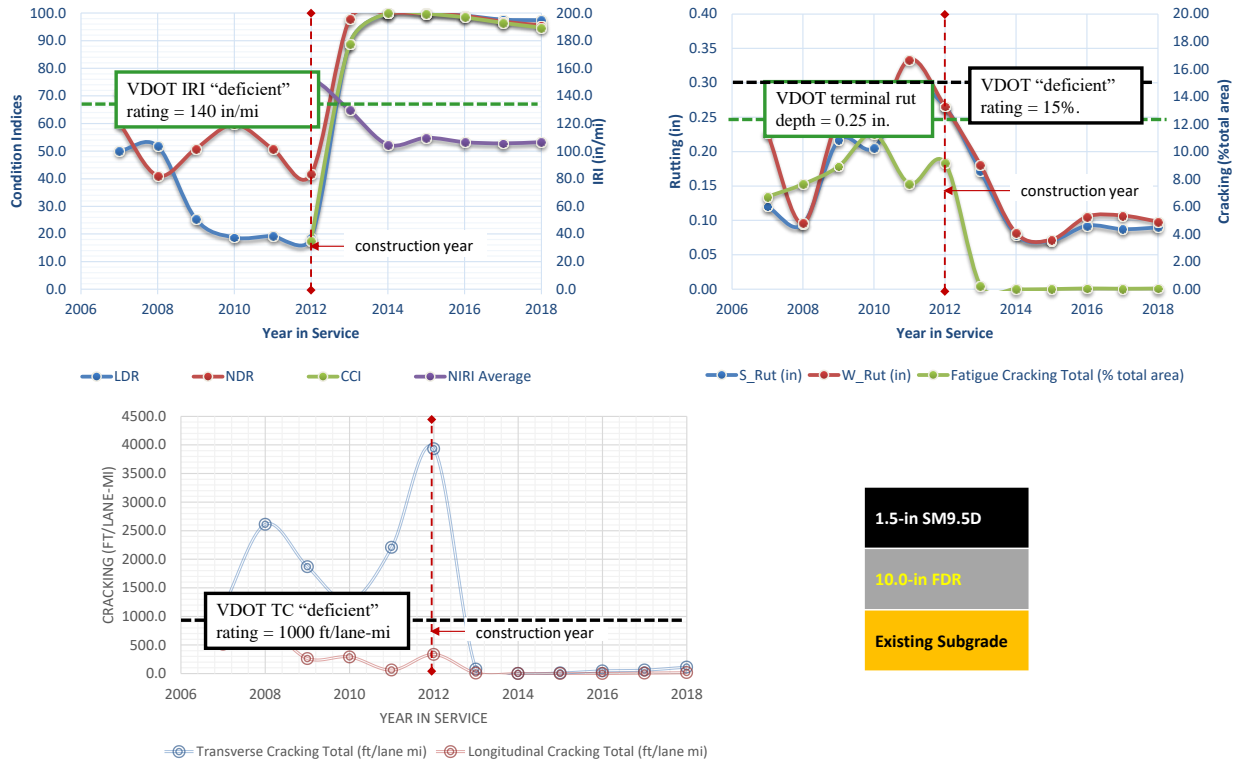 100.0
90.0
80.0
70.0
60.0
50.0
40.0
30.0
20.0
10.0
0.0
Condition Indices
200.0
180.0
160.0
140.0
120.0
100.0
80.0
60.0
40.0
20.0
0.0
IRI (in/mi)
VDOT IRI “deficient”
rating = 140 in/mi
construction year
2006 2008 2010 2012 2014 2016 2018
Year in Service
LDR NDR CCI NIRI Average
0.40
0.35
0.30
0.25
0.20
0.15
0.10
0.05
0.00
Rutting (in)
20.00
18.00
16.00
14.00
12.00
10.00
8.00
6.00
4.00
2.00
0.00
Cracking (%total area)
VDOT terminal rut
depth = 0.25 in.
VDOT “deficient”
rating = 15%.
construction year
2006 2008 2010 2012 2014 2016 2018
Year in Service
S_Rut (in) W_Rut (in) Fatigue Cracking Total (% total area)
4500.0
4000.0
3500.0
3000.0
2500.0
2000.0
1500.0
1000.0
500.0
0.0
CRACKING (FT/LANE-MI)
VDOT TC “deficient”
rating = 1000 ft/lane-mi
construction year
2006 2008 2010 2012 2014 2016 2018
YEAR IN SERVICE
Transverse Cracking Total (ft/lane mi) Longitudinal Cracking Total (ft/lane mi)
1.5-in SM9.5D
10.0-in FDR
Existing Subgrade